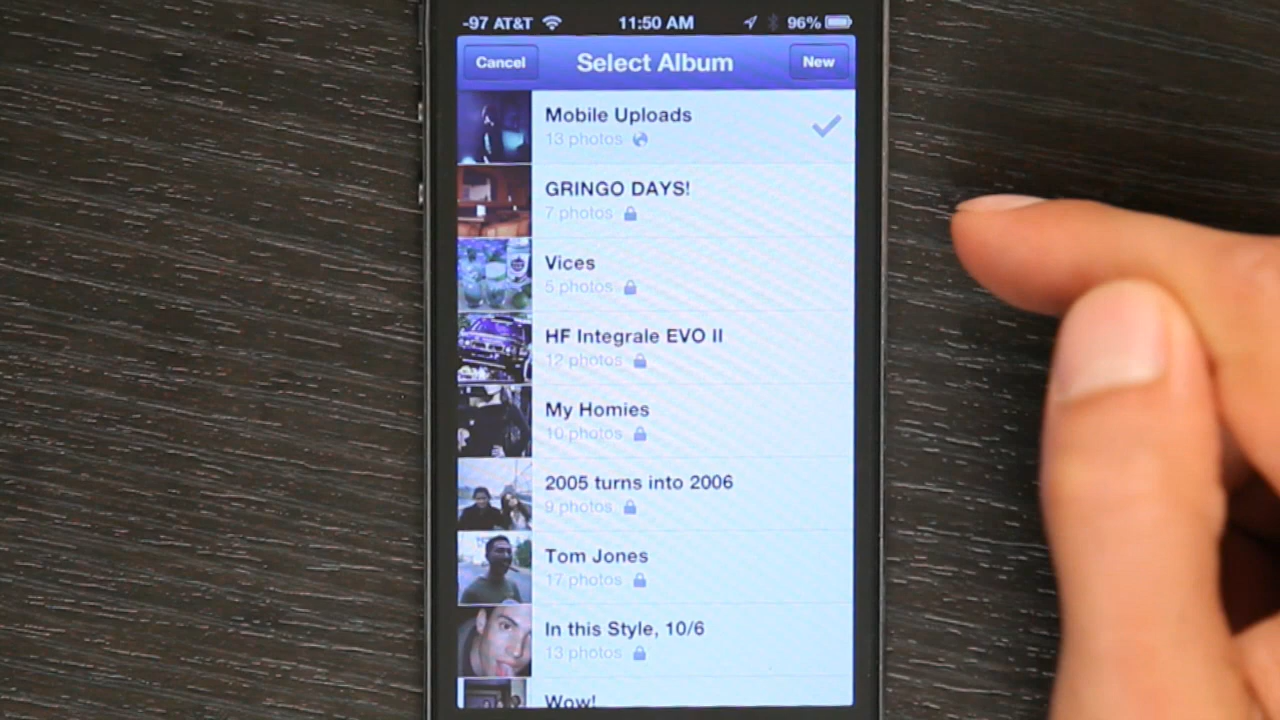 -97 AT&T 11:50 AM 96%
Cancel Select Album New
Mobile Uploads
13 photos
GRINGO DAYS!
7 photos
Vices
5 photos
HF Integrale EVO II
12 photos
My Homies
10 photos
2005 turns into 2006
9 photos
Tom Jones
17 photos
In this Style, 10/6
13 photos
Wow!